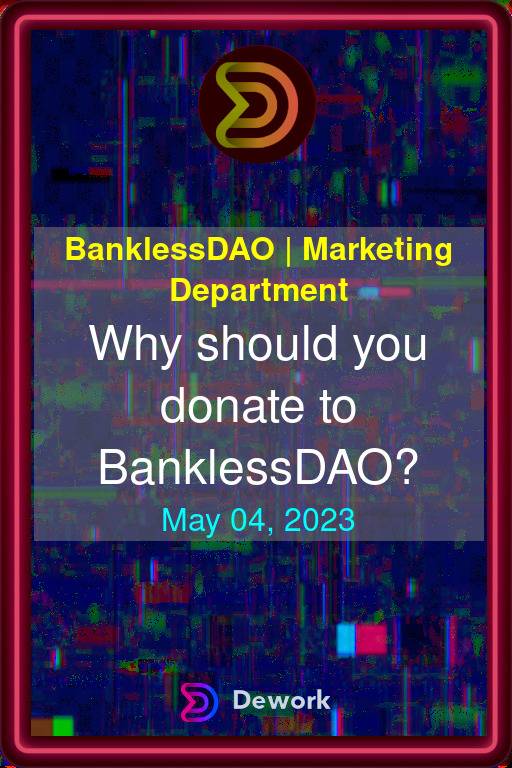 BanklessDAO | Marketing
Department
Why should you
donate to
BanklessDAO?
May 04, 2023
Dework